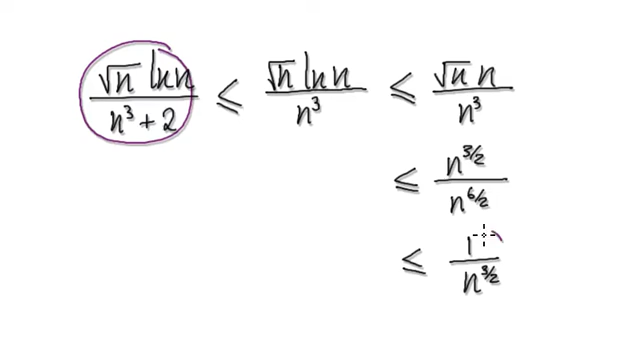 √n ln n / n³ + 2 ≤ √n ln n / n³ ≤ √n n / n³
≤ n^3/2 / n^6/2
≤ 1 / n^3/2